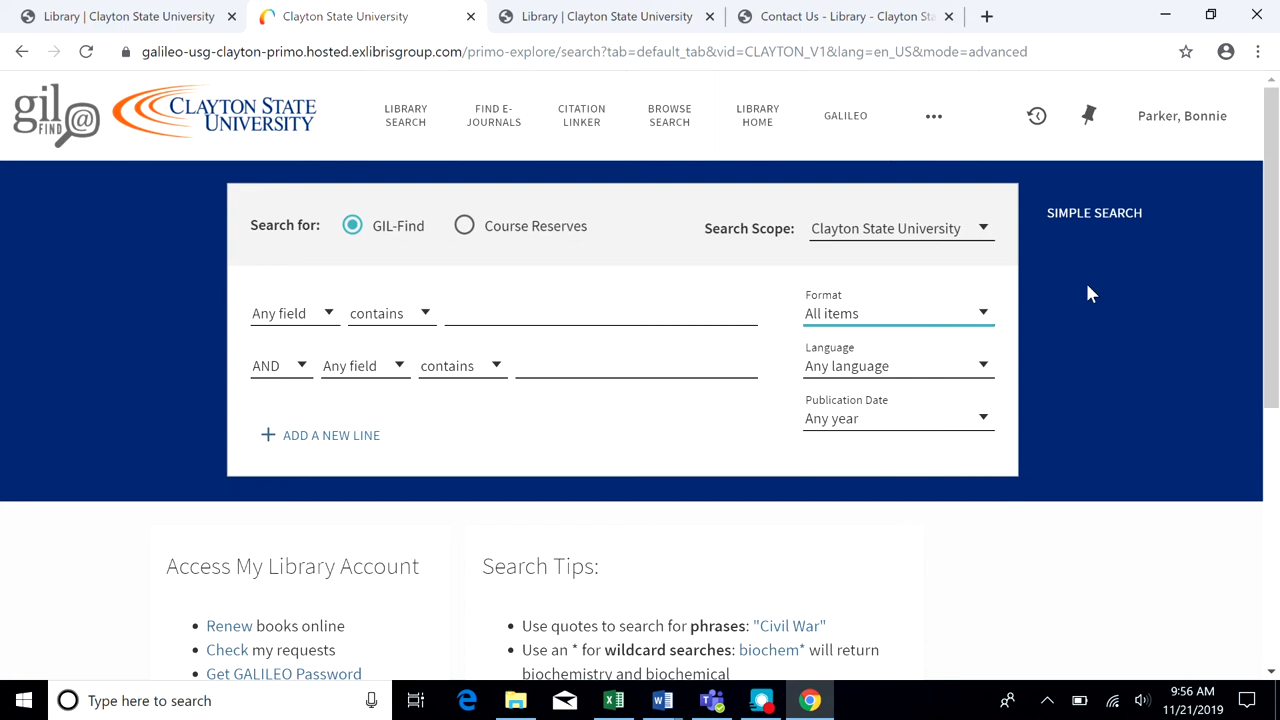 Library | Clayton State University
Clayton State University
Library | Clayton State University
Contact Us - Library - Clayton St
galileo-usg-clayton-primo.hosted.exlibrisgroup.com/primo-explore/search?tab=default_tab&vid=CLAYTON_V1&lang=en_US&mode=advanced
gil
FIND @
CLAYTON STATE
UNIVERSITY
LIBRARY
SEARCH
FIND E-
JOURNALS
CITATION
LINKER
BROWSE
SEARCH
LIBRARY
HOME
GALILEO
Parker, Bonnie
Search for:
GIL-Find
Course Reserves
Search Scope:
Clayton State University
SIMPLE SEARCH
Any field
contains
AND
Any field
contains
ADD A NEW LINE
Format
All items
Language
Any language
Publication Date
Any year
Access My Library Account
Renew books online
Check my requests
Get GALILEO Password
Search Tips:
Use quotes to search for phrases: "Civil War"
Use an * for wildcard searches: biochem* will return
biochemistry and biochemical
Type here to search
9:56 AM
11/21/2019